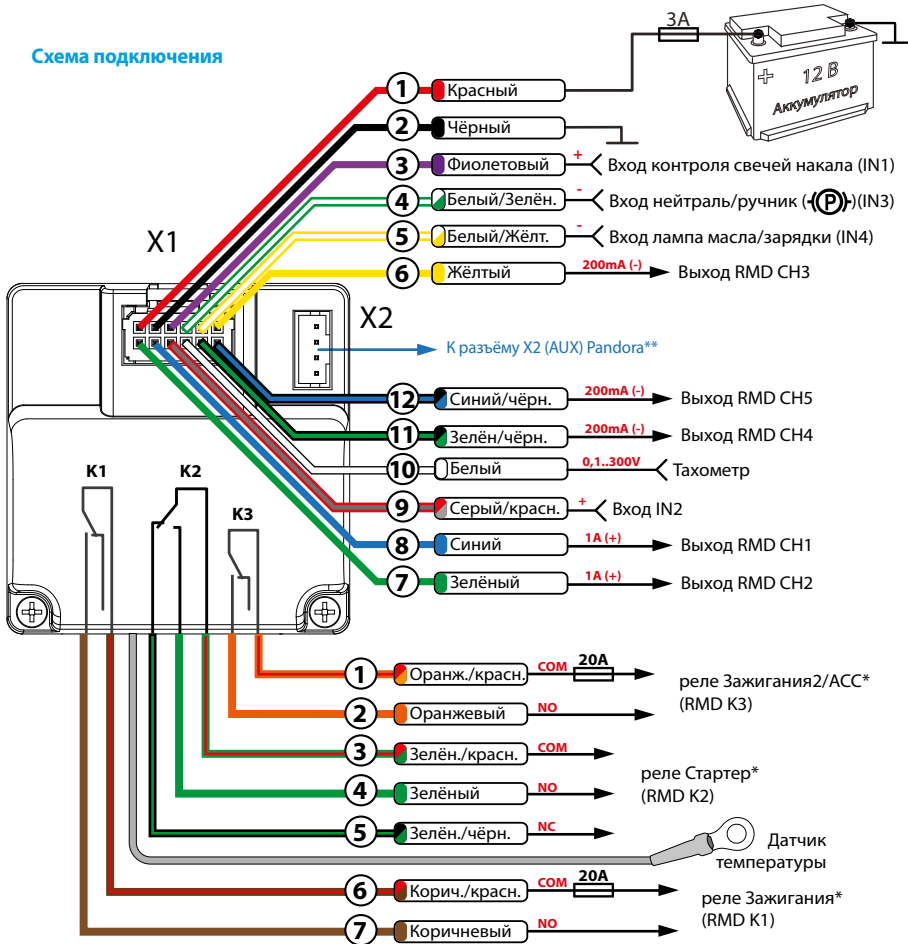 Схема подключения
3А
+ 12 В
Аккумулятор
1 Красный
2 Чёрный
3 Фиолетовый + Вход контроля свечей накала (IN1)
4 Белый/Зелён. - Вход нейтраль/ручник (-(P)-)(IN3)
5 Белый/Жёлт. - Вход лампа масла/зарядки (IN4)
6 Жёлтый 200mA (-) Выход RMD CH3
X1
X2
К разъёму X2 (AUX) Pandora**
12 Синий/чёрн. 200mA (-) Выход RMD CH5
11 Зелён/чёрн. 200mA (-) Выход RMD CH4
10 Белый 0,1..300V Тахометр
9 Серый/красн. + Вход IN2
8 Синий 1A (+) Выход RMD CH1
7 Зелёный 1A (+) Выход RMD CH2
K1
K2
K3
1 Оранж./красн. COM 20A
2 Оранжевый NO
реле Зажигания2/ACC*
(RMD K3)
3 Зелён./красн. COM
4 Зелёный NO
5 Зелён./чёрн. NC
реле Стартер*
(RMD K2)
Датчик
температуры
6 Корич./красн. COM 20A
7 Коричневый NO
реле Зажигания*
(RMD K1)